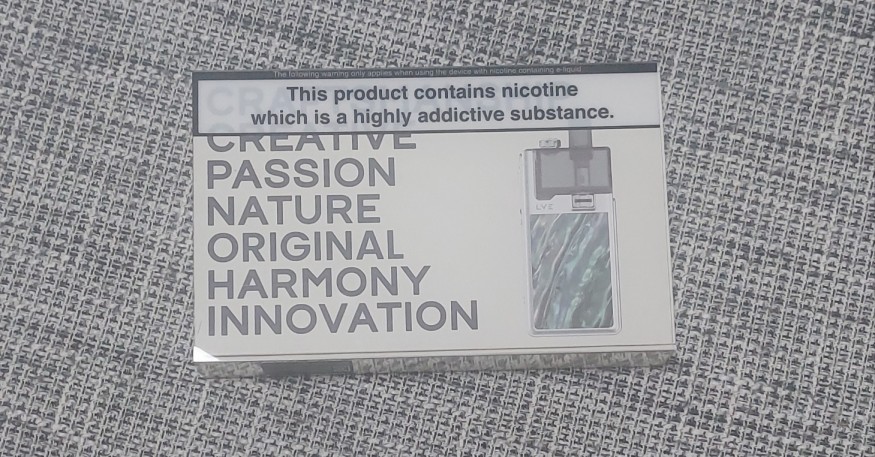 The following warning only applies when using the device with nicotine containing e-liquid
This product contains nicotine
which is a highly addictive substance.
CREATIVE
PASSION
NATURE
ORIGINAL
HARMONY
INNOVATION